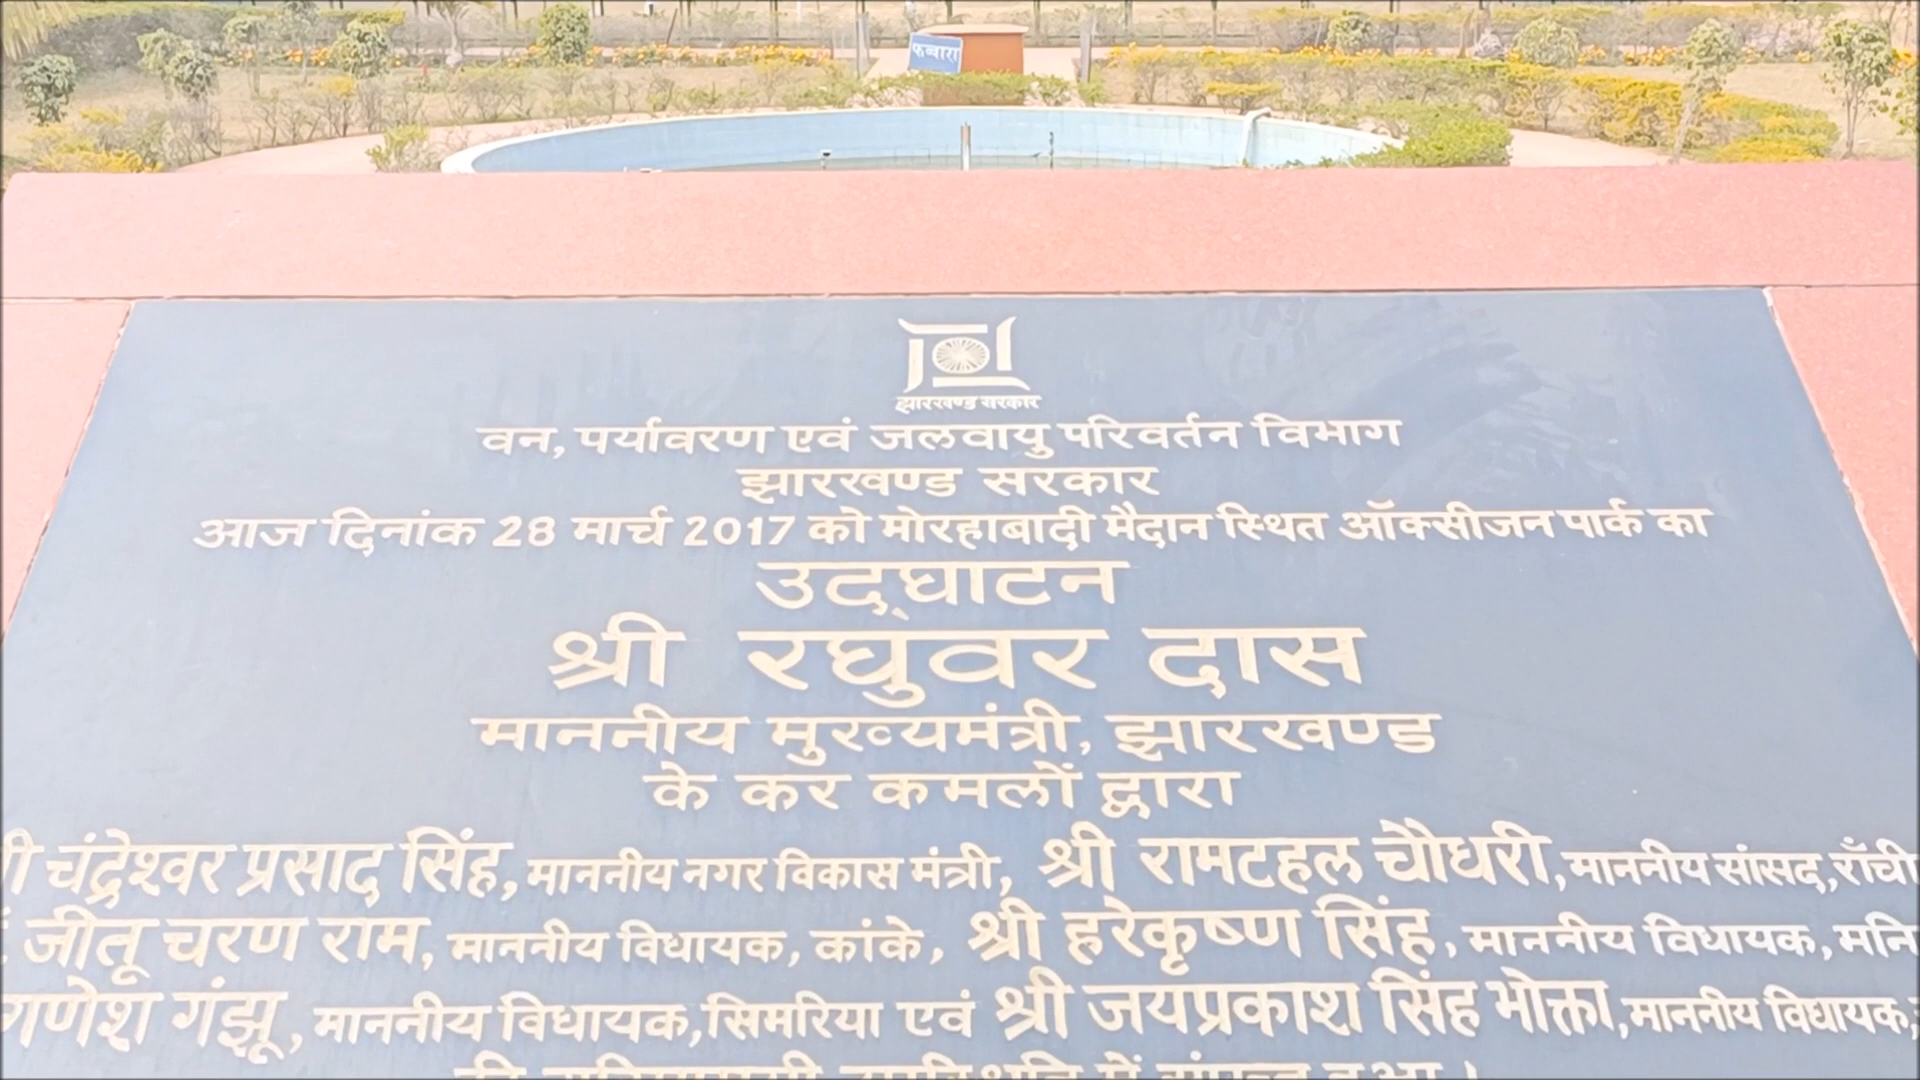 फव्वारा
झारखण्ड सरकार
वन, पर्यावरण एवं जलवायु परिवर्तन विभाग
झारखण्ड सरकार
आज दिनांक 28 मार्च 2017 को मोरहाबादी मैदान स्थित ऑक्सीजन पार्क का
उद्घाटन
श्री रघुवर दास
माननीय मुख्यमंत्री, झारखण्ड
के कर कमलों द्वारा
चंद्रेश्वर प्रसाद सिंह, माननीय नगर विकास मंत्री, श्री रामटहल चौधरी, माननीय सांसद, राँची
जीतू चरण राम, माननीय विधायक, कांके, श्री हरेकृष्ण सिंह, माननीय विधायक, मनि
गणेश गंझू, माननीय विधायक, सिमरिया एवं श्री जयप्रकाश सिंह भोक्ता, माननीय विधायक,